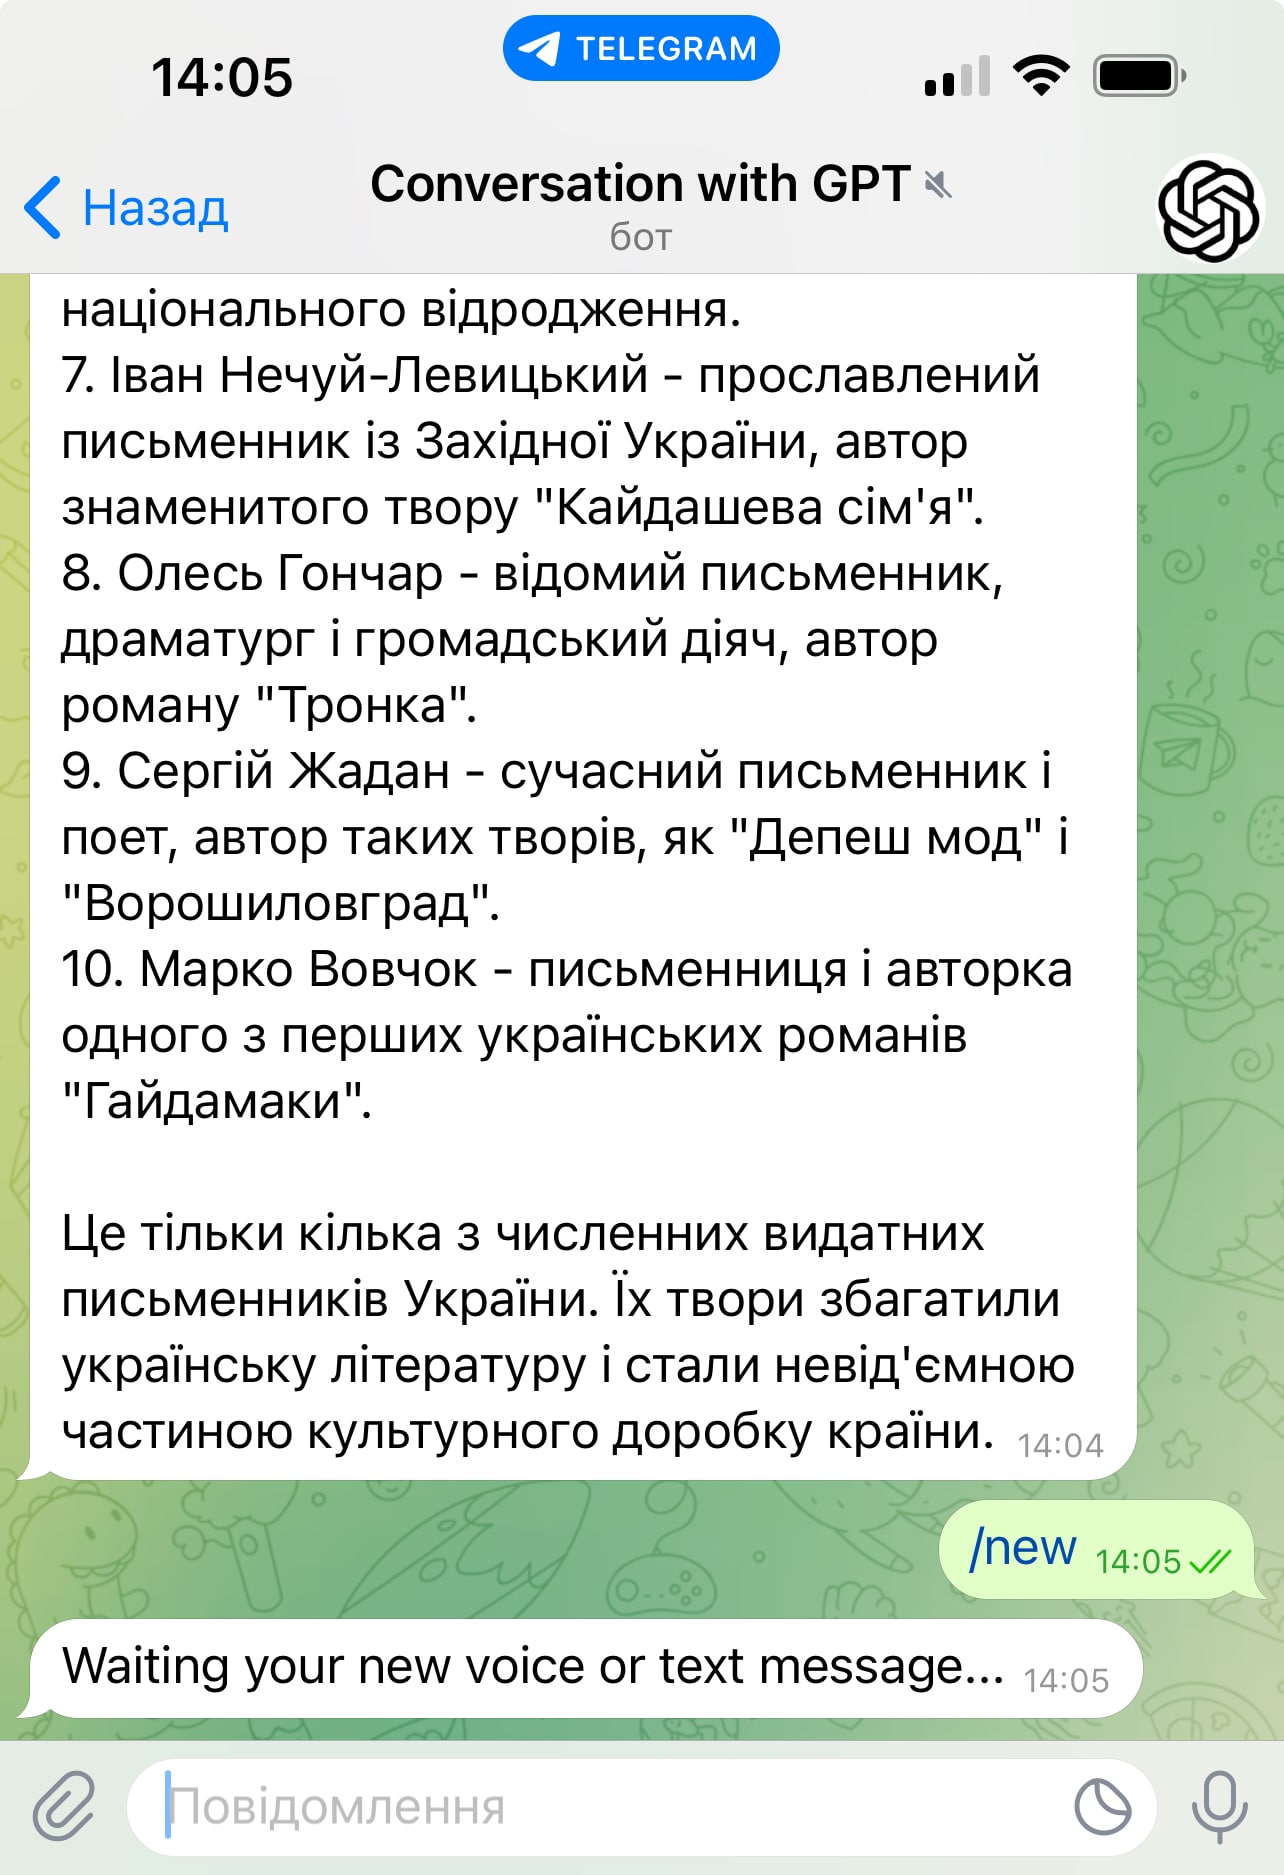 14:05
TELEGRAM
Назад
Conversation with GPT
бот
національного відродження.
7. Іван Нечуй-Левицький - прославлений
письменник із Західної України, автор
знаменитого твору "Кайдашева сім'я".
8. Олесь Гончар - відомий письменник,
драматург і громадський діяч, автор
роману "Тронка".
9. Сергій Жадан - сучасний письменник і
поет, автор таких творів, як "Депеш мод" і
"Ворошиловград".
10. Марко Вовчок - письменниця і авторка
одного з перших українських романів
"Гайдамаки".
Це тільки кілька з численних видатних
письменників України. Їх твори збагатили
українську літературу і стали невід'ємною
частиною культурного доробку країни. 14:04
/new 14:05
Waiting your new voice or text message... 14:05
Повідомлення